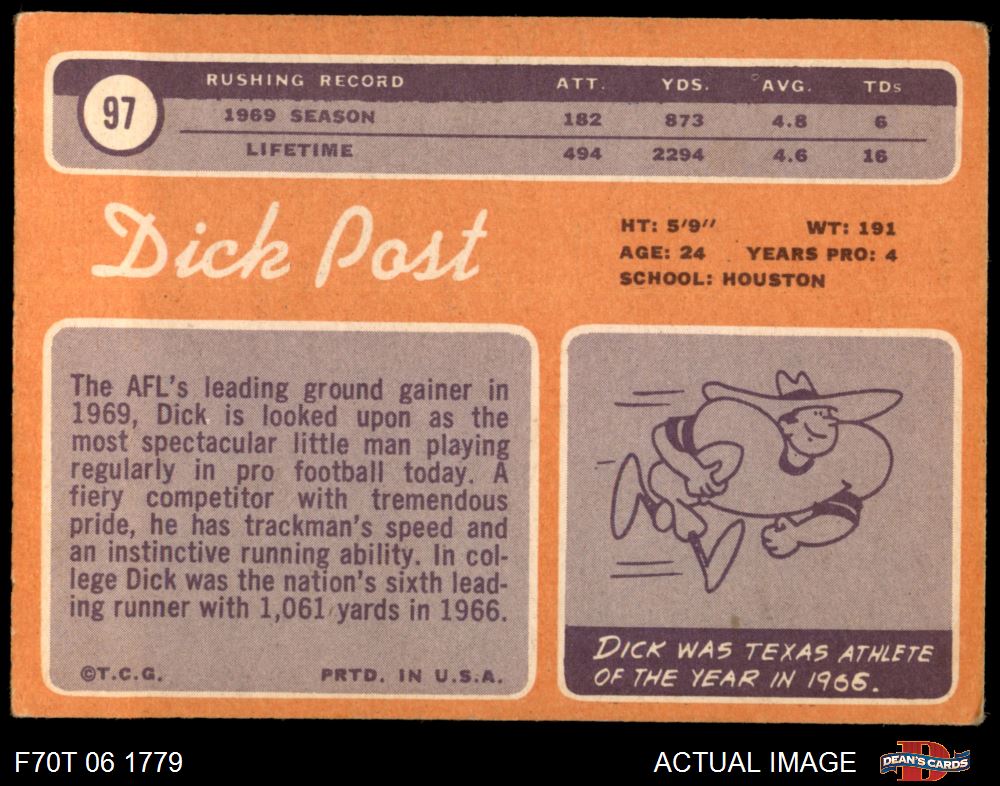 97
RUSHING RECORD ATT. YDS. AVG. TDs
1969 SEASON 182 873 4.8 6
LIFETIME 494 2294 4.6 16
Dick Post
HT: 5'9'' WT: 191
AGE: 24 YEARS PRO: 4
SCHOOL: HOUSTON
The AFL's leading ground gainer in
1969, Dick is looked upon as the
most spectacular little man playing
regularly in pro football today. A
fiery competitor with tremendous
pride, he has trackman's speed and
an instinctive running ability. In col-
lege Dick was the nation's sixth lead-
ing runner with 1,061 yards in 1966.
©T.C.G. PRTD. IN U.S.A.
DICK WAS TEXAS ATHLETE
OF THE YEAR IN 1966.
F70T 06 1779
ACTUAL IMAGE
DEAN'S CARDS